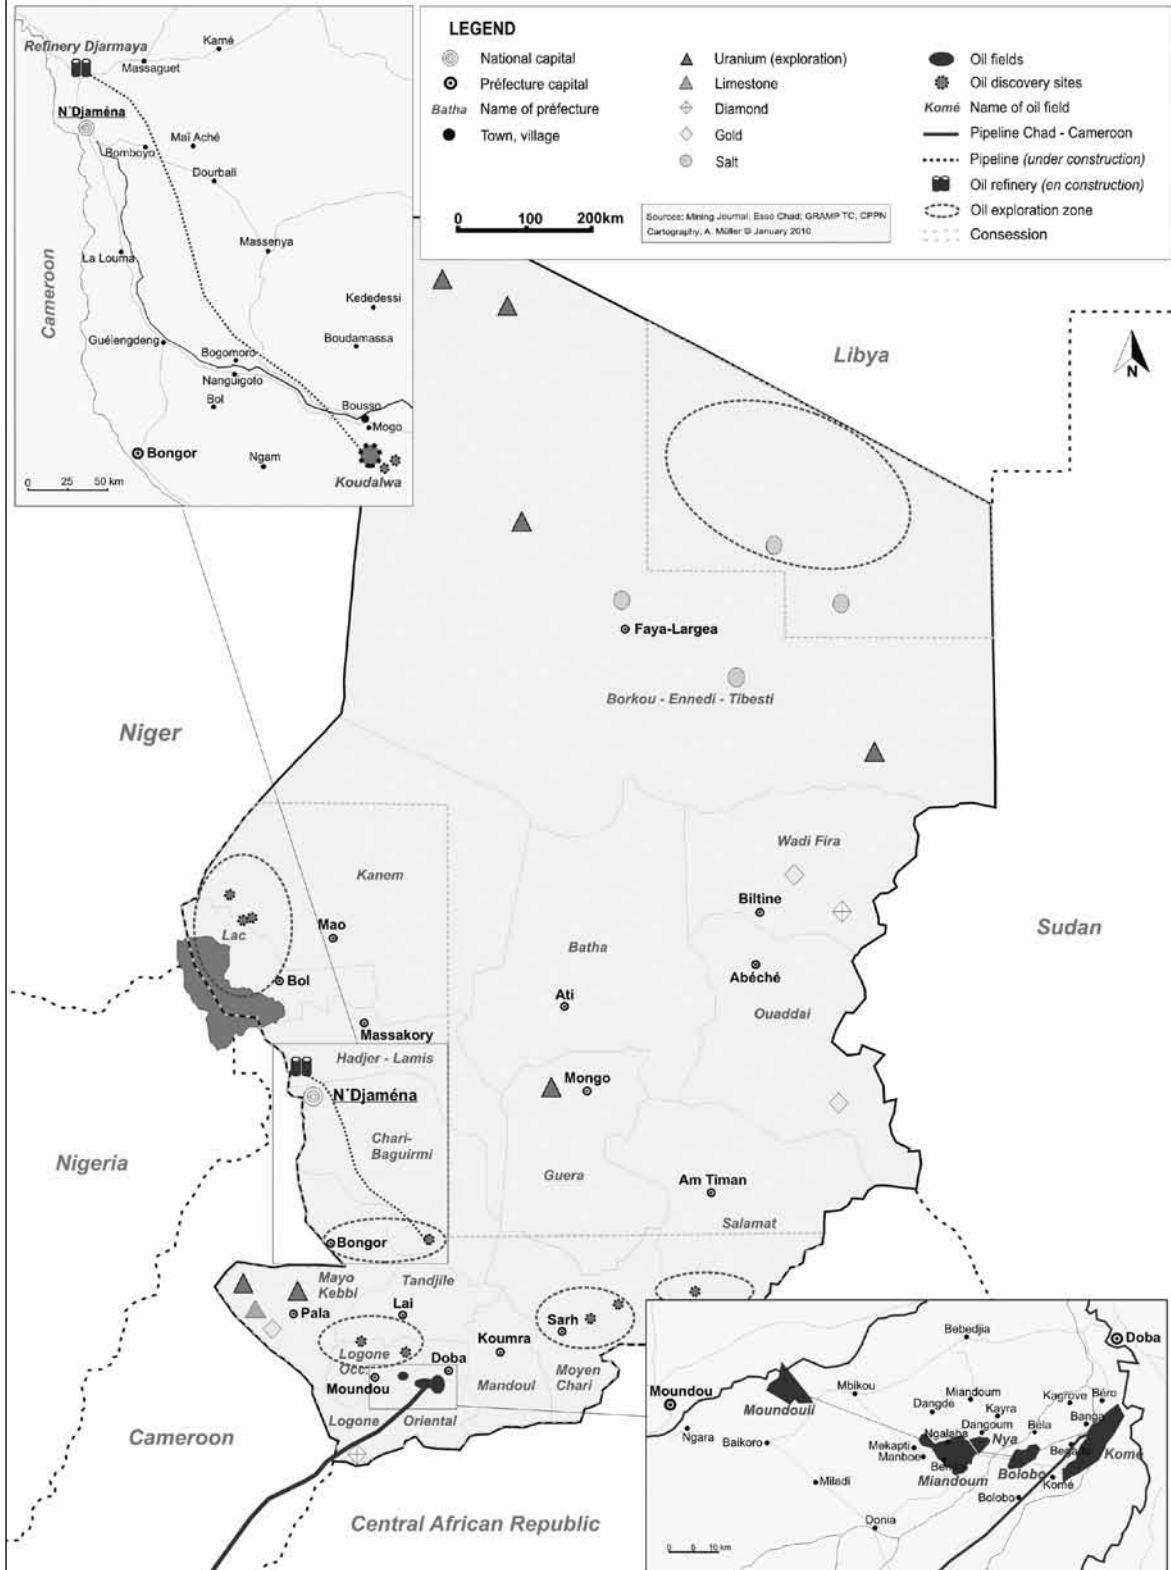 Refinery Djarmaya
Kamé
Massaguet
N´Djaména
Maï Aché
Bomboyo
Dourbali
Massenya
La Louma
Cameroon
Kededessi
Guélengdeng
Boudamassa
Bogomoro
Nanguigoto
Bol
Bousso
Mogo
Bongor
Ngam
Koudalwa
0 25 50 km
LEGEND
National capital
Préfecture capital
Batha Name of préfecture
Town, village
Uranium (exploration)
Limestone
Diamond
Gold
Salt
Oil fields
Oil discovery sites
Komé Name of oil field
Pipeline Chad - Cameroon
Pipeline (under construction)
Oil refinery (en construction)
Oil exploration zone
Consession
0 100 200km
Sources: Mining Journal; Esso Chad; GRAMP TC, CPPN
Cartography: A. Müller © January 2010
Libya
N
Faya-Largea
Borkou - Ennedi - Tibesti
Niger
Wadi Fira
Kanem
Biltine
Mao
Lac
Sudan
Batha
Abéché
Bol
Ati
Ouaddai
Massakory
Hadjer - Lamis
Mongo
N´Djaména
Chari-
Baguirmi
Nigeria
Guera
Am Timan
Salamat
Bongor
Mayo
Kebbi
Tandjile
Pala
Lai
Sarh
Koumra
Logone
Occ.
Doba
Moundou
Mandoul
Moyen
Chari
Logone
Oriental
Cameroon
Central African Republic
Bebedjia
Doba
Moundou
Mbikou
Miandoum
Kagrove
Béro
Moundouli
Dangde
Kayra
Banga
Ngara
Baikoro
Ngalaba
Dangoum
Bela
Nya
Mekapti
Manboe
Komé
Miandoum
Bolobo
Komé
Miladi
Bolobo
Donia
0 5 10 km